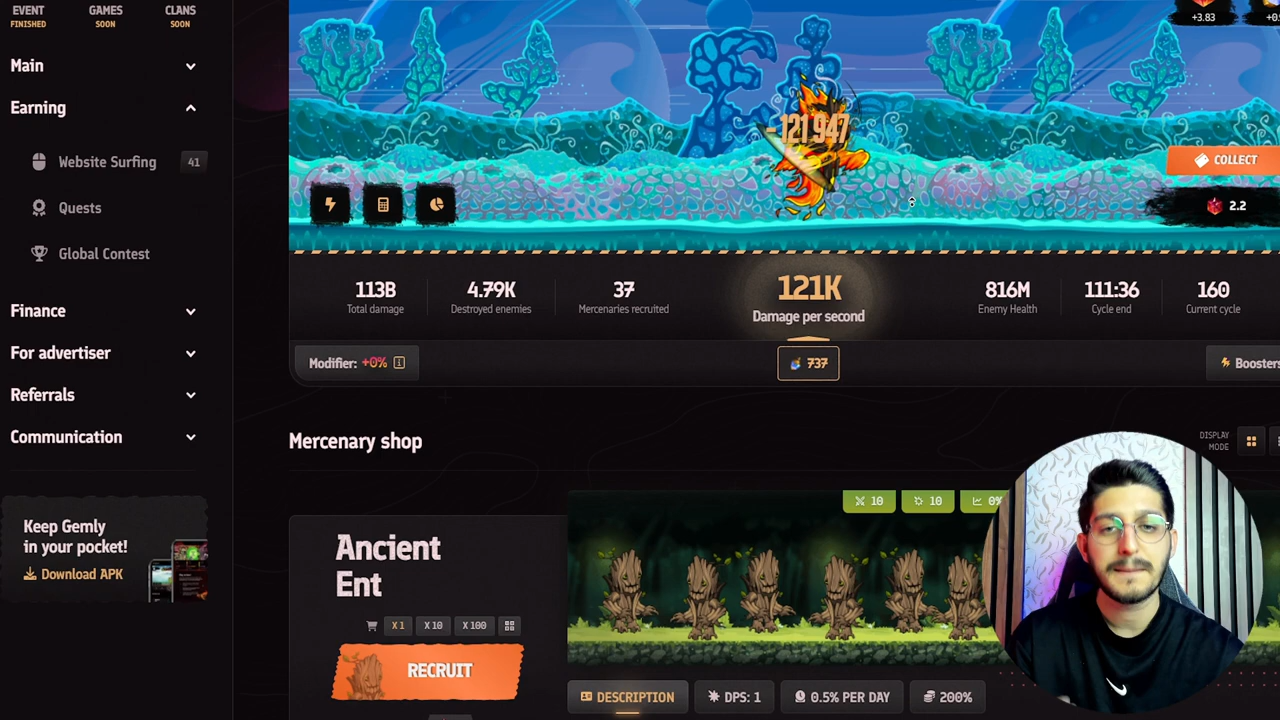 EVENT
FINISHED
GAMES
SOON
CLANS
SOON
Main
Earning
Website Surfing
41
Quests
Global Contest
Finance
For advertiser
Referrals
Communication
Keep Gemly
in your pocket!
Download APK
+3.83
-121 947
COLLECT
2.2
113B
Total damage
4.79K
Destroyed enemies
37
Mercenaries recruited
121K
Damage per second
816M
Enemy Health
111:36
Cycle end
160
Current cycle
Modifier: +0%
737
Boosters
Mercenary shop
DISPLAY
MODE
10
10
0%
Ancient
Ent
X 1
X 10
X 100
RECRUIT
DESCRIPTION
DPS: 1
0.5% PER DAY
200%